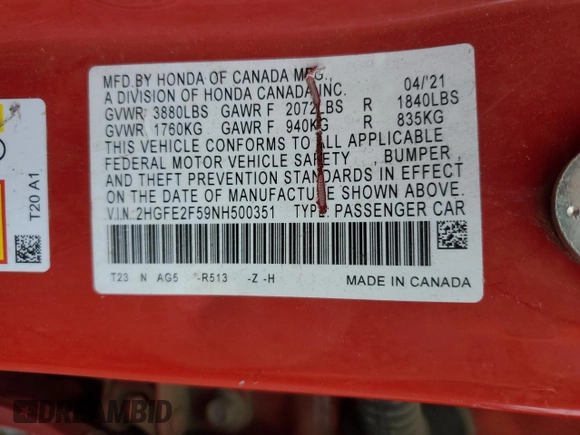 MFD.BY HONDA OF CANADA MFG., 04/'21
A DIVISION OF HONDA CANADA INC.
GVWR 3880LBS GAWR F 2072LBS R 1840LBS
GVWR 1760KG GAWR F 940KG R 835KG
THIS VEHICLE CONFORMS TO ALL APPLICABLE
FEDERAL MOTOR VEHICLE SAFETY , BUMPER ,
AND THEFT PREVENTION STANDARDS IN EFFECT
ON THE DATE OF MANUFACTURE SHOWN ABOVE.
V.I.N: 2HGFE2F59NH500351 TYPE: PASSENGER CAR
T23 N AG5 -R513 -Z -H MADE IN CANADA
T20 A1
DREAMBID